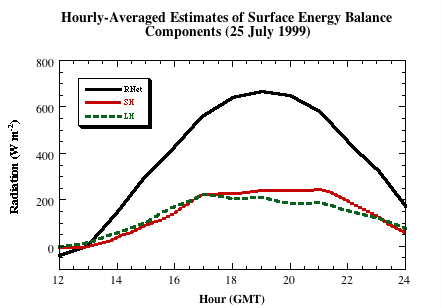 Hourly-Averaged Estimates of Surface Energy Balance
Components (25 July 1999)
800
600
400
200
0
Radiation (W m-2)
RNet
SH
LH
12
14
16
18
20
22
24
Hour (GMT)